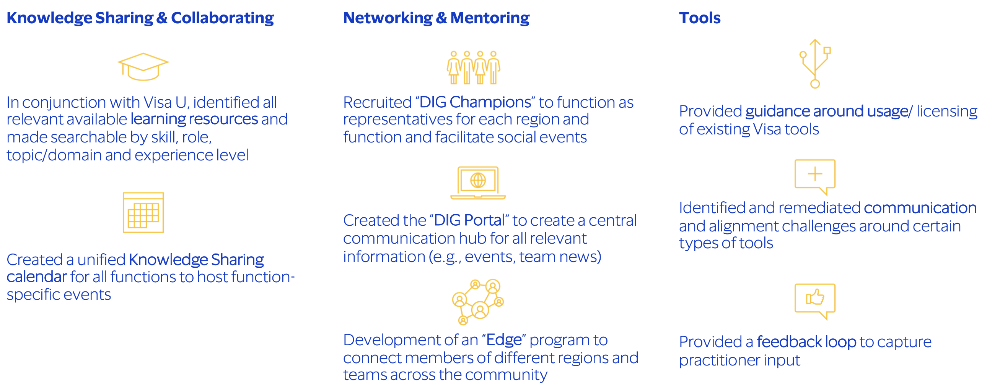 Knowledge Sharing & Collaborating
In conjunction with Visa U, identified all
relevant available learning resources and
made searchable by skill, role,
topic/domain and experience level
Created a unified Knowledge Sharing
calendar for all functions to host function-
specific events
Networking & Mentoring
Recruited “DIG Champions” to function as
representatives for each region and
function and facilitate social events
Created the “DIG Portal” to create a central
communication hub for all relevant
information (e.g., events, team news)
Development of an “Edge” program to
connect members of different regions and
teams across the community
Tools
Provided guidance around usage/ licensing
of existing Visa tools
Identified and remediated communication
and alignment challenges around certain
types of tools
Provided a feedback loop to capture
practitioner input